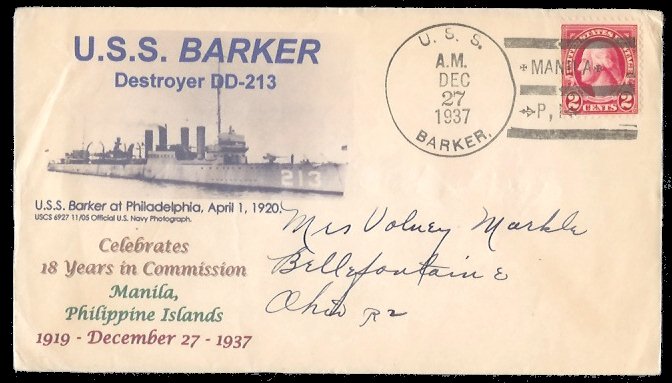 U.S.S. BARKER
Destroyer DD-213
213
U.S.S. Barker at Philadelphia, April 1, 1920.
USCS 6927 11/05 Official U.S. Navy Photograph.
Celebrates
18 Years in Commission
Manila,
Philippine Islands
1919 - December 27 - 1937
U. S. S.
A.M.
DEC
27
1937
BARKER,
MANILA
P,
UNITED STATES POSTAGE
2 CENTS 2
Mrs Volney Markle
Bellefontaine
Ohio R2